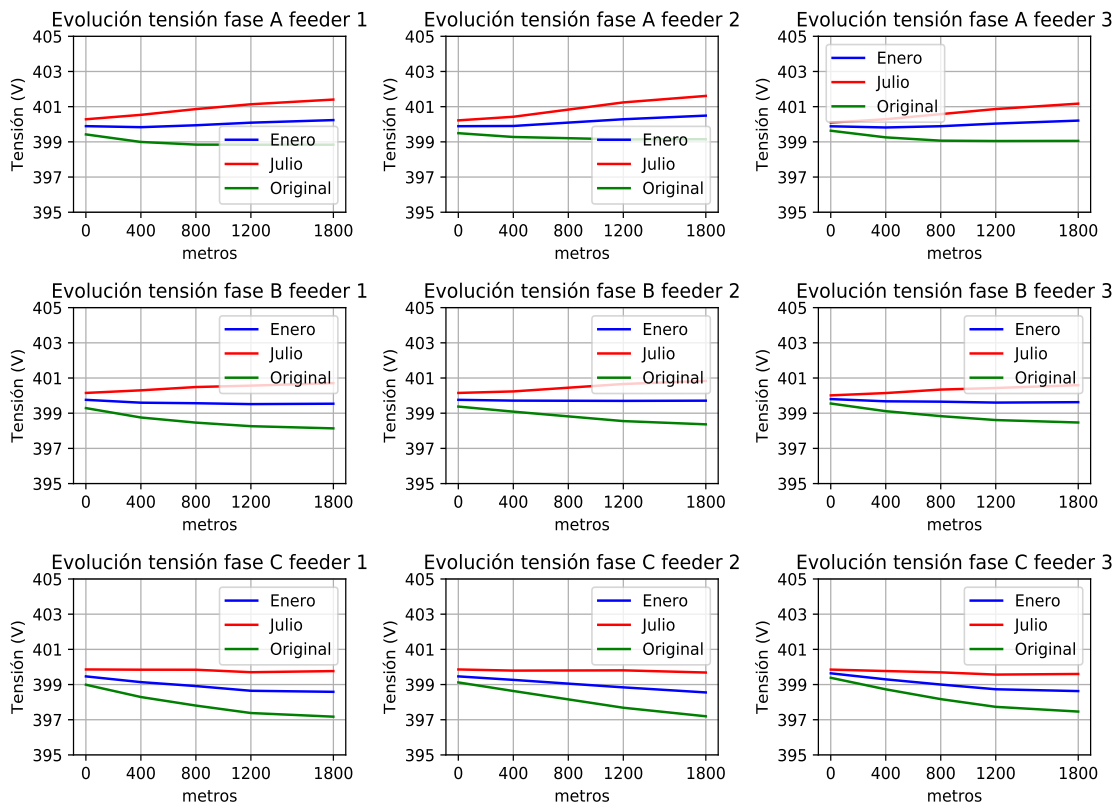 Evolución tensión fase A feeder 1
Tensión (V)
405
403
401
399
397
395
Enero
Julio
Original
0 400 800 1200 1800
metros
Evolución tensión fase A feeder 2
Tensión (V)
405
403
401
399
397
395
Enero
Julio
Original
0 400 800 1200 1800
metros
Evolución tensión fase A feeder 3
Tensión (V)
405
403
401
399
397
395
Enero
Julio
Original
0 400 800 1200 1800
metros
Evolución tensión fase B feeder 1
Tensión (V)
405
403
401
399
397
395
Enero
Julio
Original
0 400 800 1200 1800
metros
Evolución tensión fase B feeder 2
Tensión (V)
405
403
401
399
397
395
Enero
Julio
Original
0 400 800 1200 1800
metros
Evolución tensión fase B feeder 3
Tensión (V)
405
403
401
399
397
395
Enero
Julio
Original
0 400 800 1200 1800
metros
Evolución tensión fase C feeder 1
Tensión (V)
405
403
401
399
397
395
Enero
Julio
Original
0 400 800 1200 1800
metros
Evolución tensión fase C feeder 2
Tensión (V)
405
403
401
399
397
395
Enero
Julio
Original
0 400 800 1200 1800
metros
Evolución tensión fase C feeder 3
Tensión (V)
405
403
401
399
397
395
Enero
Julio
Original
0 400 800 1200 1800
metros